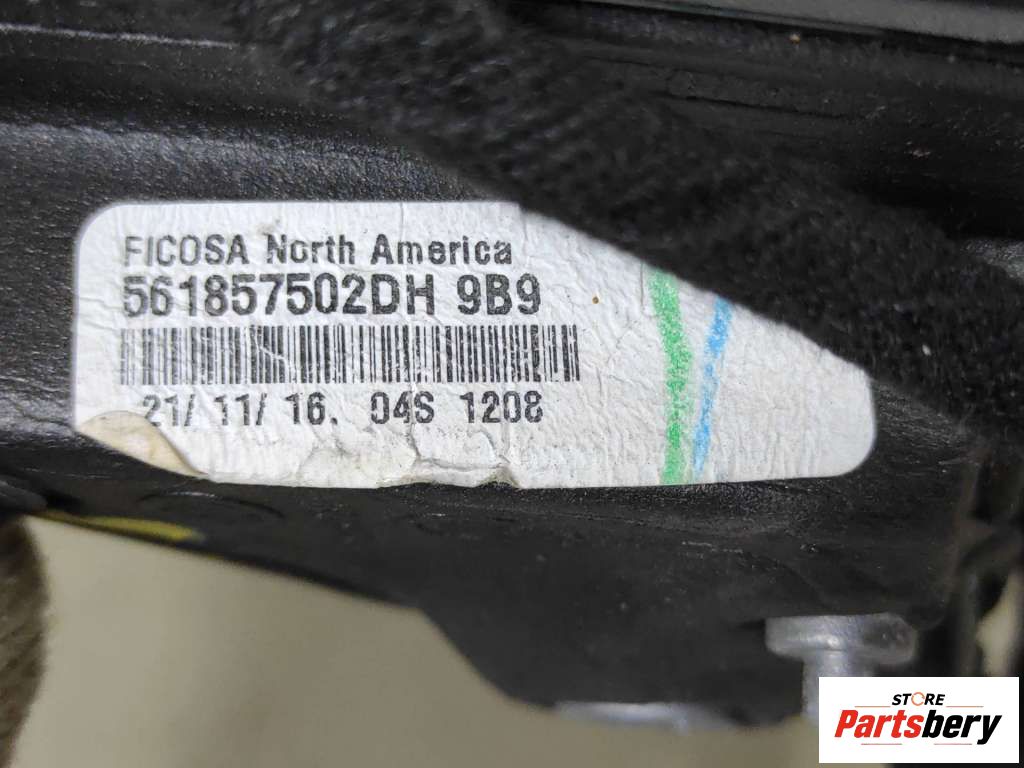 FICOSA North America
561857502DH 9B9
21/ 11/ 16. 04S 1208
STORE
Partsbery